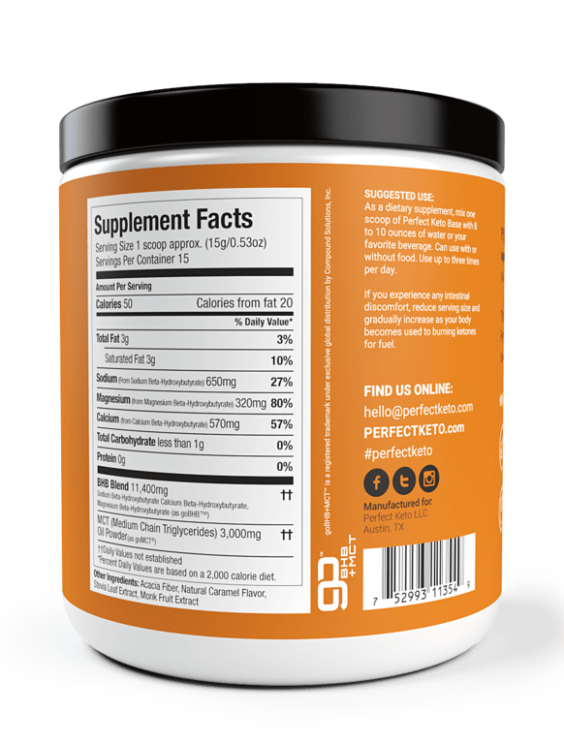 Supplement Facts
Serving Size 1 scoop approx. (15g/0.53oz)
Servings Per Container 15
Amount Per Serving
Calories 50 Calories from fat 20
% Daily Value*
Total Fat 3g 3%
Saturated Fat 3g 10%
Sodium (From Sodium Beta-Hydroxybutyrate) 650mg 27%
Magnesium (from Magnesium Beta-Hydroxybutyrate) 320mg 80%
Calcium (from Calcium Beta-Hydroxybutyrate) 570mg 57%
Total Carbohydrate less than 1g 0%
Protein 0g 0%
BHB Blend 11,400mg ††
Sodium Beta-Hydroxybutyrate Calcium Beta-Hydroxybutyrate,
Magnesium Beta-Hydroxybutyrate (as goBHB™)
MCT (Medium Chain Triglycerides) 3,000mg ††
Oil Powder (as goMCT™)
††Daily Values not established
*Percent Daily Values are based on a 2,000 calorie diet.
Other Ingredients: Acacia Fiber, Natural Caramel Flavor,
Stevia Leaf Extract, Monk Fruit Extract
goBHB+MCT™ is a registered trademark under exclusive global distribution by Compound Solutions, Inc.
go
BHB
+MCT™
SUGGESTED USE:
As a dietary supplement, mix one
scoop of Perfect Keto Base with 8
to 10 ounces of water or your
favorite beverage. Can use with or
without food. Use up to three times
per day.
If you experience any intestinal
discomfort, reduce serving size and
gradually increase as your body
becomes used to burning ketones
for fuel.
FIND US ONLINE:
hello@perfectketo.com
PERFECTKETO.com
#perfectketo
Manufactured for:
Perfect Keto LLC
Austin, TX
7 52993 11354 9